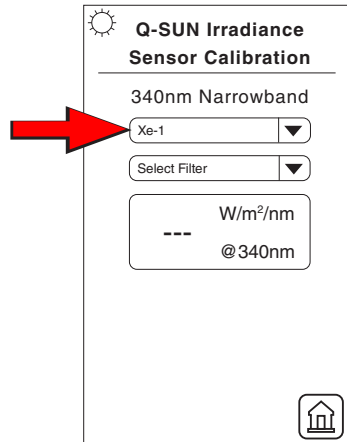 Q-SUN Irradiance
Sensor Calibration
340nm Narrowband
Xe-1
Select Filter
W/m²/nm
---
@340nm